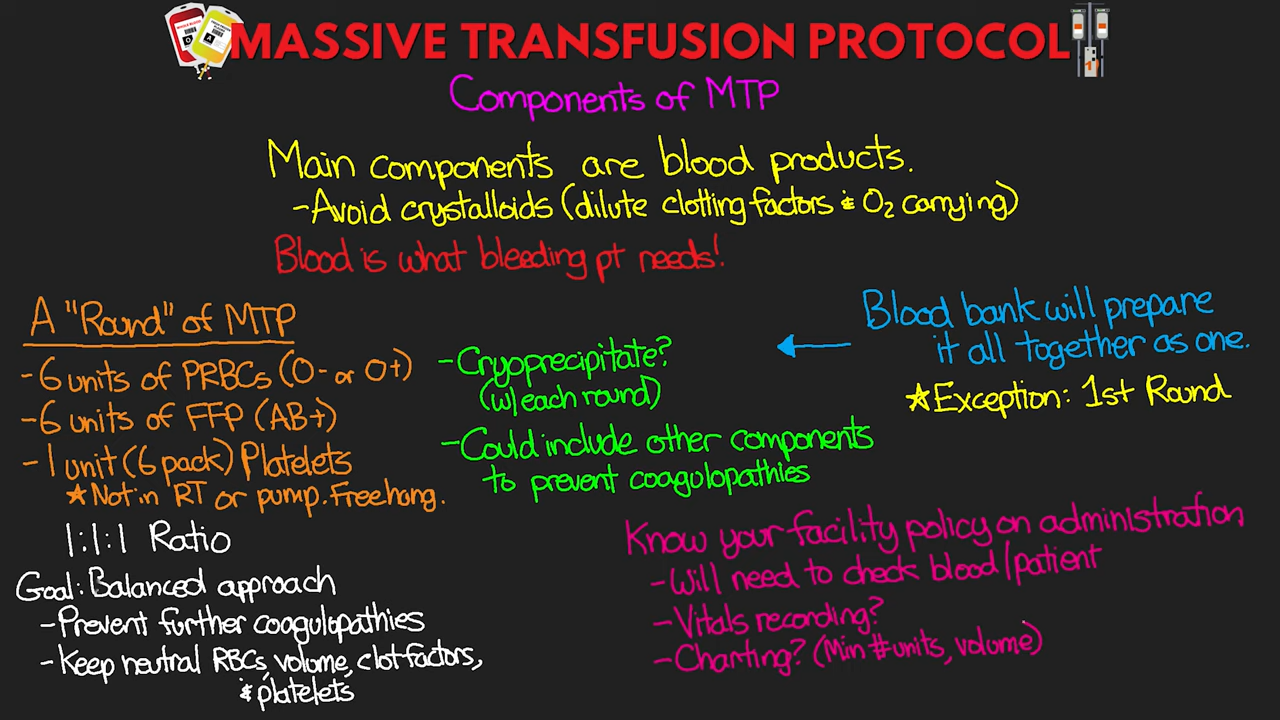 MASSIVE TRANSFUSION PROTOCOL
Components of MTP
Main components are blood products.
-Avoid crystalloids (dilute clotting factors & O₂ carrying)
Blood is what bleeding pt needs!
A "Round" of MTP
-6 units of PRBCs (O- or O+)
-6 units of FFP (AB+)
-1 unit (6 pack) Platelets
★Not in RT or pump. Free hang.
1:1:1 Ratio
Goal: Balanced approach
-Prevent further coagulopathies
-Keep neutral RBCs, volume, clot factors,
& platelets
-Cryoprecipitate?
(w/ each round)
-Could include other components
to prevent coagulopathies
Blood bank will prepare
it all together as one.
★Exception: 1st Round
Know your facility policy on administration
-Will need to check blood/patient
-Vitals recording?
-Charting? (Min # units, volume)